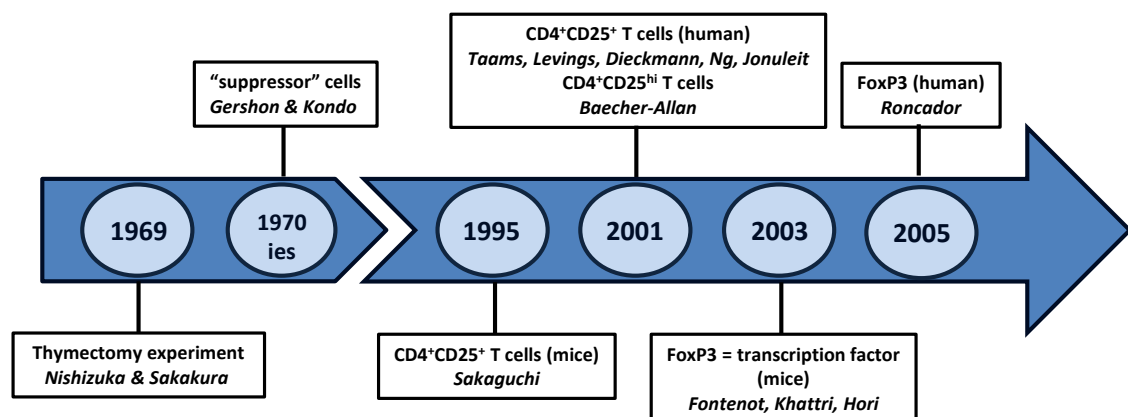 CD4⁺CD25⁺ T cells (human)
Taams, Levings, Dieckmann, Ng, Jonuleit
CD4⁺CD25ʰⁱ T cells
Baecher-Allan
“suppressor” cells
Gershon & Kondo
FoxP3 (human)
Roncador
1969
1970
ies
1995
2001
2003
2005
Thymectomy experiment
Nishizuka & Sakakura
CD4⁺CD25⁺ T cells (mice)
Sakaguchi
FoxP3 = transcription factor
(mice)
Fontenot, Khattri, Hori